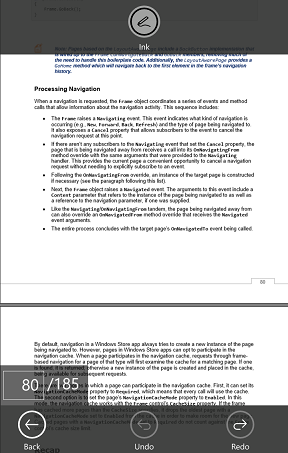 frame.GoBack();
Ink
the need to handle this boilerplate code. Additionally, the LayoutAwarePage provides a
GoHome method which will navigate back to the first element in the frame's navigation
history.
Processing Navigation
When a navigation is requested, the Frame object coordinates a series of events and method
calls that allow information about the navigation activity. This sequence includes:
• The Frame raises a Navigating event. This event indicates what kind of navigation is
occurring (e.g., New, Forward, Back, Refresh) and the type of page being navigated to.
It also exposes a Cancel property that allows subscribers to the event to cancel the
navigation request at this point.
• If there aren't any subscribers to the Navigating event that set the Cancel property, the
page that is being navigated away from receives a call into its OnNavigatingFrom
method override with the same arguments that were provided to the Navigating
handler. This provides the current page a convenient opportunity to cancel a navigation
request without needing to explicitly subscribe to an event.
• Following the OnNavigatingFrom override, an instance of the target page is constructed
if necessary (see the paragraph following this list).
• Next, the Frame object raises a Navigated event. The arguments to this event include a
Content parameter that refers to the instance of the page being navigated to as well as
a reference to the navigation parameter, if one was supplied.
• Like the Navigating/OnNavigatingFrom tandem, the page being navigated away from
can also override an OnNavigatedFrom method override that receives the Navigated
event arguments.
• The entire process concludes with the target page's OnNavigatedTo event being called.
80
By default, navigation in a Windows Store app always tries to create a new instance of the page
being navigated to. However, pages in Windows Store apps can opt to participate in the
navigation cache. When a page participates in the navigation cache, requests through frame-
based navigation for a page of that type will first examine the cache for a matching page. If one
is found, it is returned; otherwise a new instance of the page is created and placed in the cache,
being available for subsequent requests.
in which a page can participate in the navigation cache. First, it can set its
NavigationCacheMode property to Required, which means that every call will use the cache.
The second option is to set the page's NavigationCacheMode property to Enabled. In this
mode, the navigation cache works with the Frame control's CacheSize property. If the frame
80 /185
Back
Undo
Redo